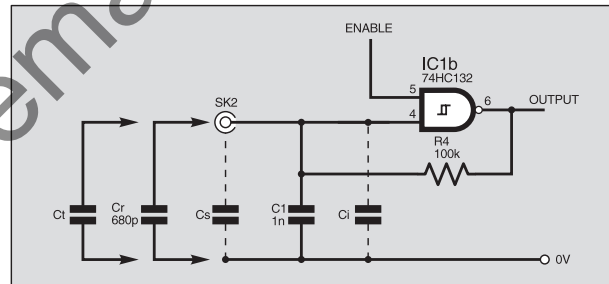 ENABLE
IC1b
74HC132
5
4
6
OUTPUT
SK2
R4
100k
Ct
Cr
680p
Cs
C1
1n
Ci
0V